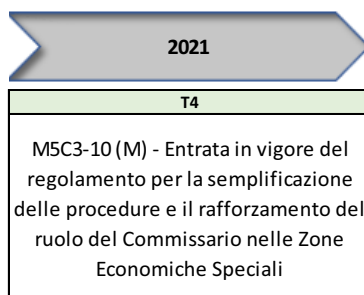 2021
T4
M5C3-10 (M) - Entrata in vigore del
regolamento per la semplificazione
delle procedure e il rafforzamento del
ruolo del Commissario nelle Zone
Economiche Speciali